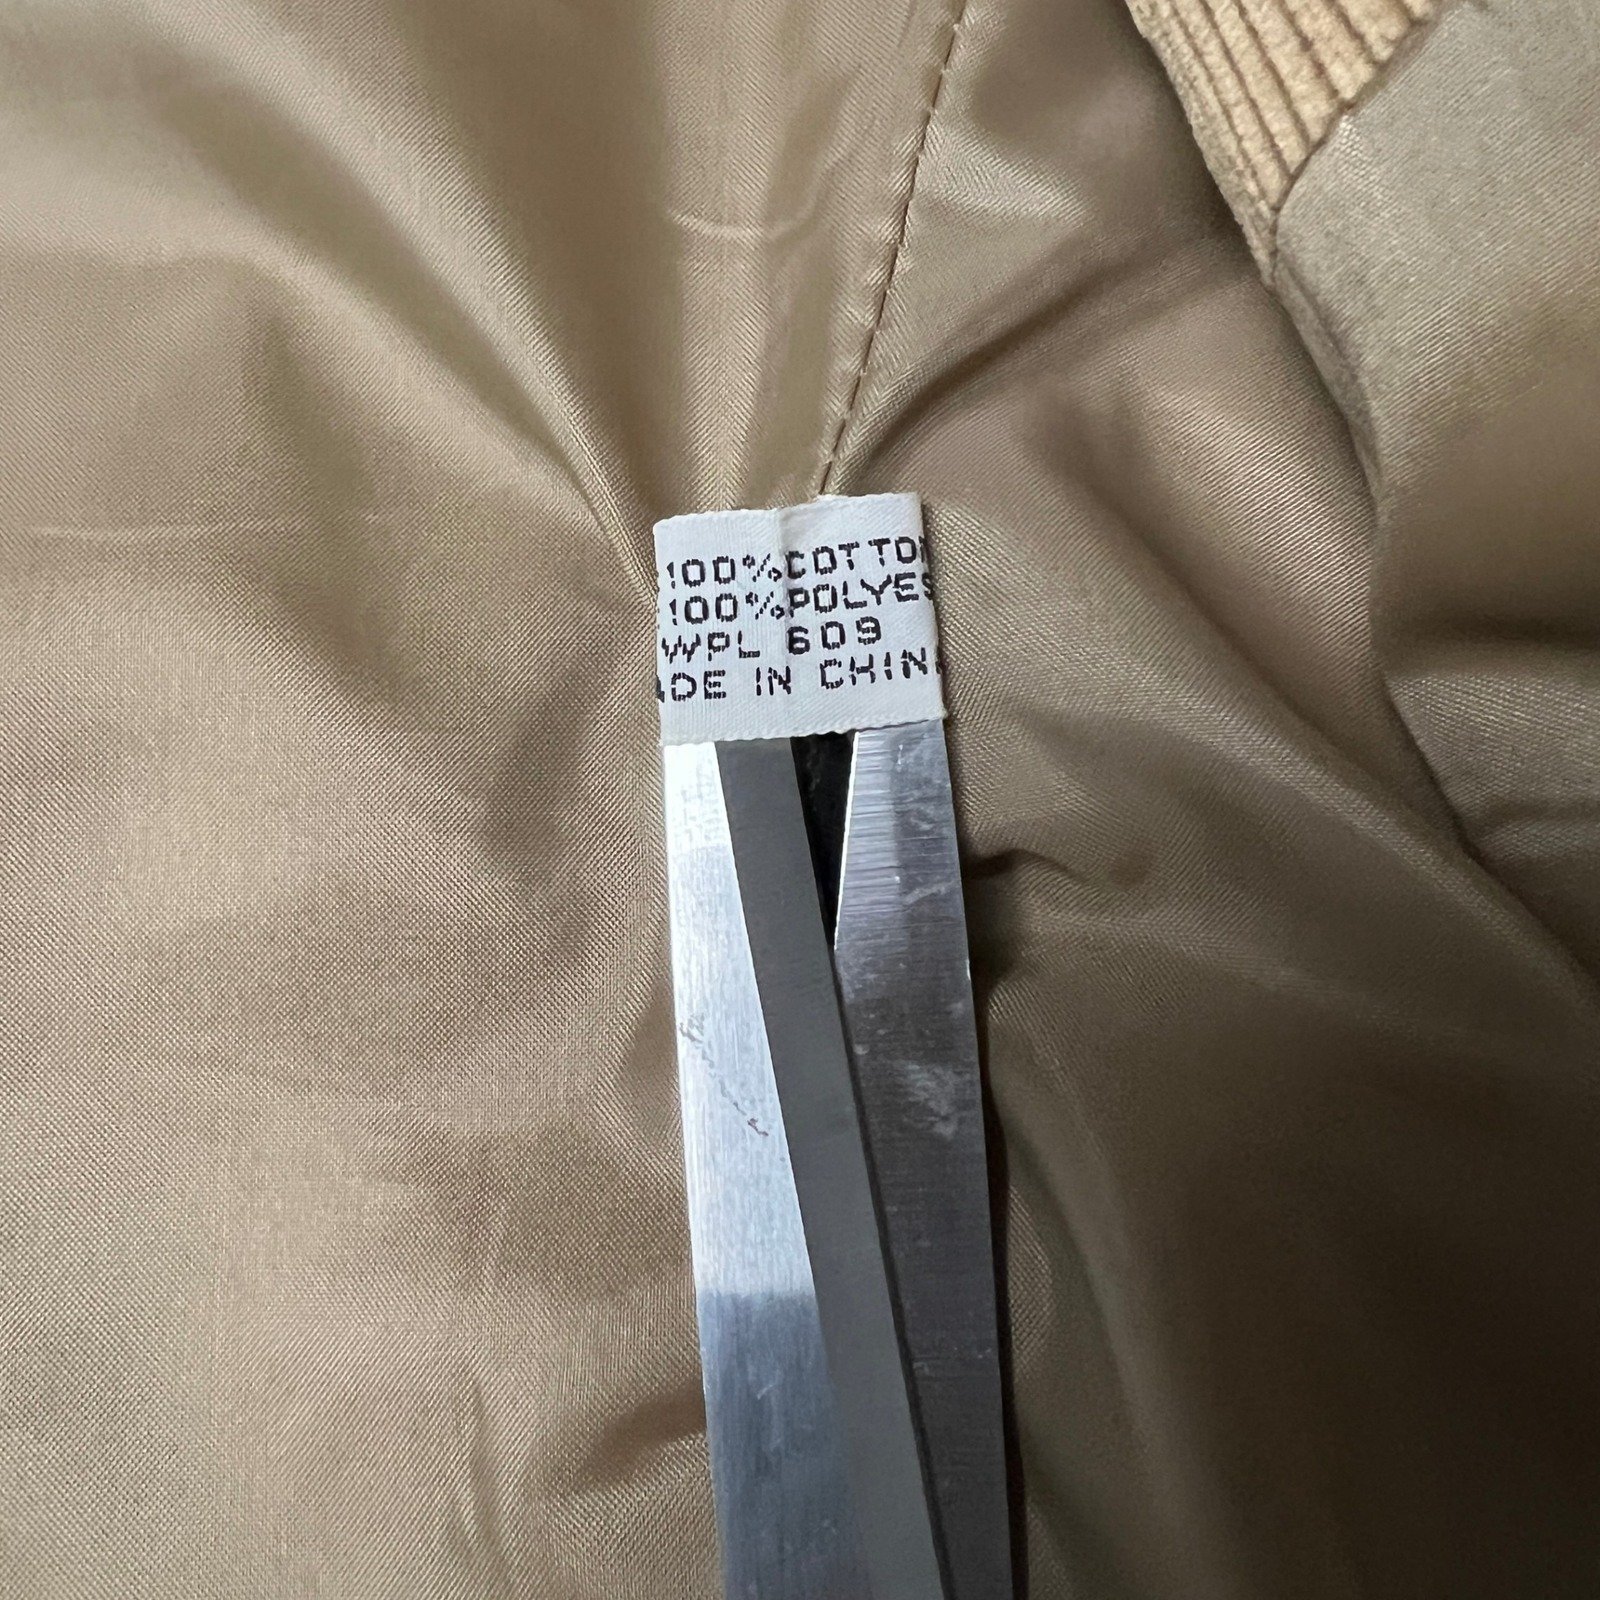 100%COTTON
:100%POLYES
WPL 609
ADE IN CHINA